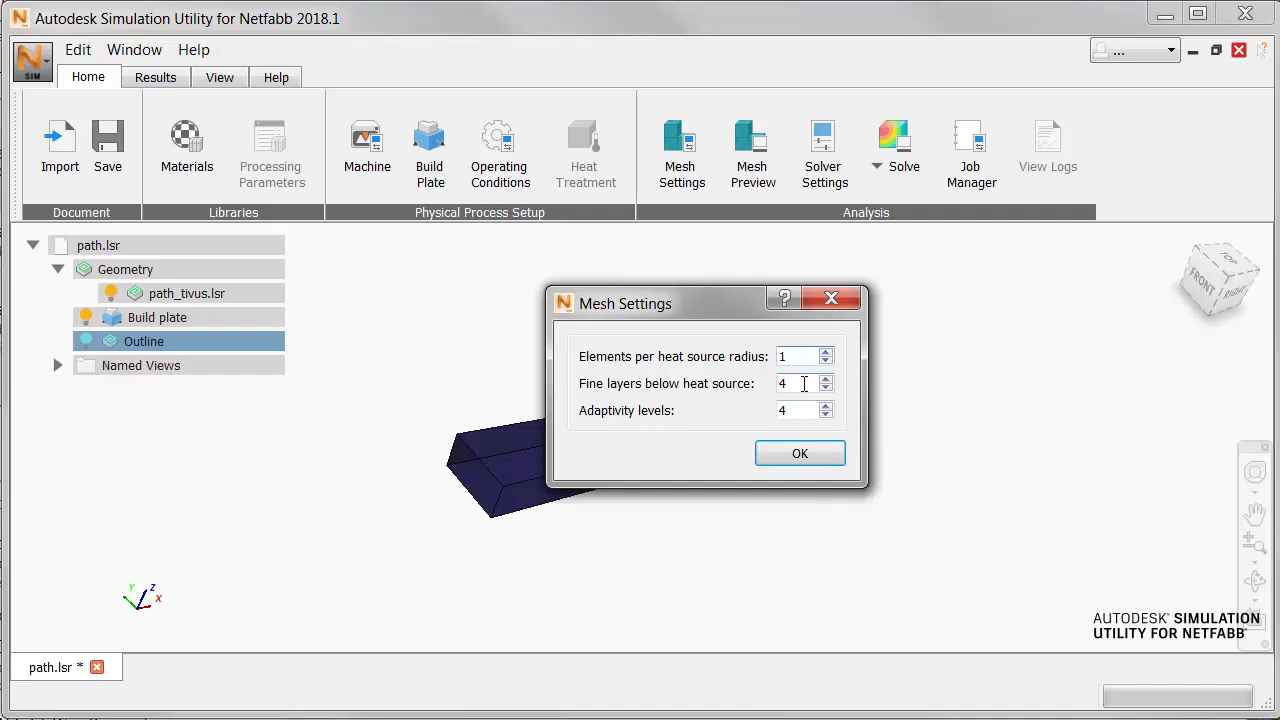 Autodesk Simulation Utility for Netfabb 2018.1
SIM
Edit Window Help
...
Home Results View Help
Import
Save
Materials
Processing
Parameters
Machine
Build
Plate
Operating
Conditions
Heat
Treatment
Mesh
Settings
Mesh
Preview
Solver
Settings
Solve
Job
Manager
View Logs
Document
Libraries
Physical Process Setup
Analysis
path.lsr
Geometry
path_tivus.lsr
Build plate
Outline
Named Views
Mesh Settings
Elements per heat source radius: 1
Fine layers below heat source: 4
Adaptivity levels: 4
OK
TOP
FRONT
RIGHT
Y
Z
X
AUTODESK® SIMULATION
UTILITY FOR NETFABB®
path.lsr *